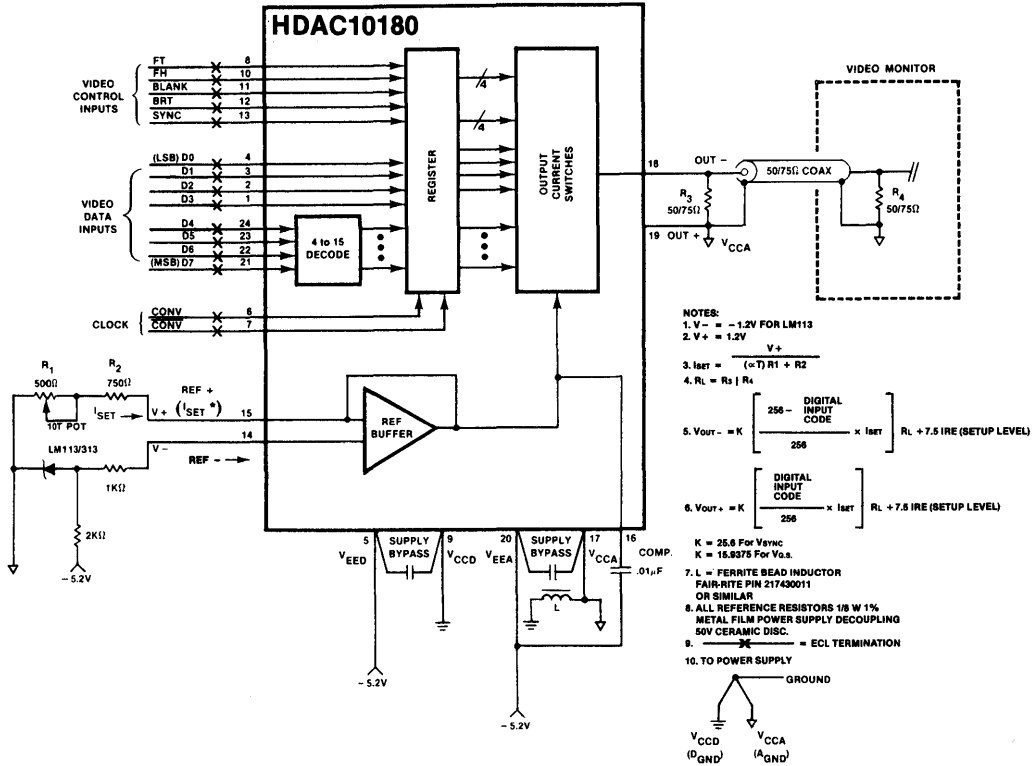 HDAC10180
VIDEO CONTROL INPUTS
FT 8
FH 10
BLANK 11
BRT 12
SYNC 13
VIDEO DATA INPUTS
(LSB) D0 4
D1 3
D2 2
D3 1
D4 24
D5 23
D6 22
(MSB) D7 21
4 to 15 DECODE
REGISTER
4
4
OUTPUT CURRENT SWITCHES
CLOCK
CONV 6
CONV 7
18 OUT −
19 OUT +
R3 50/75Ω
VCCA
50/75Ω COAX
VIDEO MONITOR
R4 50/75Ω
R1 500Ω
R2 750Ω
10T POT
ISET
V+
REF + (ISET *)
15
14
V−
REF −
LM113/313
1KΩ
2KΩ
− 5.2V
REF BUFFER
5
VEED
SUPPLY BYPASS
9
VCCD
20
VEEA
SUPPLY BYPASS
17
VCCA
16
COMP.
.01µF
L
− 5.2V
− 5.2V
NOTES:
1. V − = − 1.2V FOR LM113
2. V + = 1.2V
3. ISET = V + / (∝T) R1 + R2
4. RL = R3 | R4
5. VOUT − = K [ 256 − DIGITAL INPUT CODE / 256 × ISET ] RL + 7.5 IRE (SETUP LEVEL)
6. VOUT + = K [ DIGITAL INPUT CODE / 256 × ISET ] RL + 7.5 IRE (SETUP LEVEL)
K = 25.6 For VSYNC
K = 15.9375 For VG.S.
7. L = FERRITE BEAD INDUCTOR
FAIR-RITE PIN 217430011
OR SIMILAR
8. ALL REFERENCE RESISTORS 1/8 W 1%
METAL FILM POWER SUPPLY DECOUPLING
50V CERAMIC DISC.
9. = ECL TERMINATION
10. TO POWER SUPPLY
GROUND
VCCD (DGND)
VCCA (AGND)